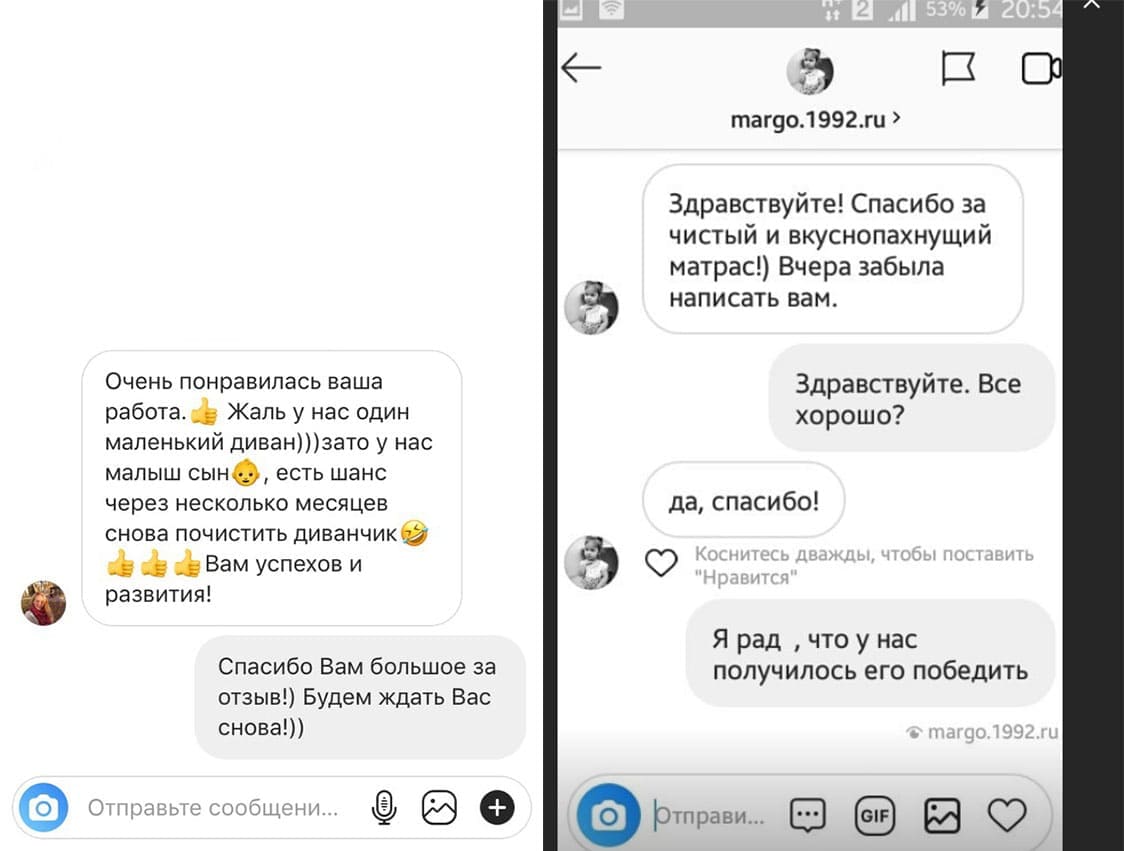 Очень понравилась ваша
работа.👍 Жаль у нас один
маленький диван)))зато у нас
малыш сын👶, есть шанс
через несколько месяцев
снова почистить диванчик🤣
👍👍👍Вам успехов и
развития!
Спасибо Вам большое за
отзыв!) Будем ждать Вас
снова!))
Отправьте сообщени...
2 53% 20:54
margo.1992.ru >
Здравствуйте! Спасибо за
чистый и вкуснопахнущий
матрас!) Вчера забыла
написать вам.
Здравствуйте. Все
хорошо?
да, спасибо!
Коснитесь дважды, чтобы поставить
"Нравится"
Я рад , что у нас
получилось его победить
margo.1992.ru
Отправи...
GIF